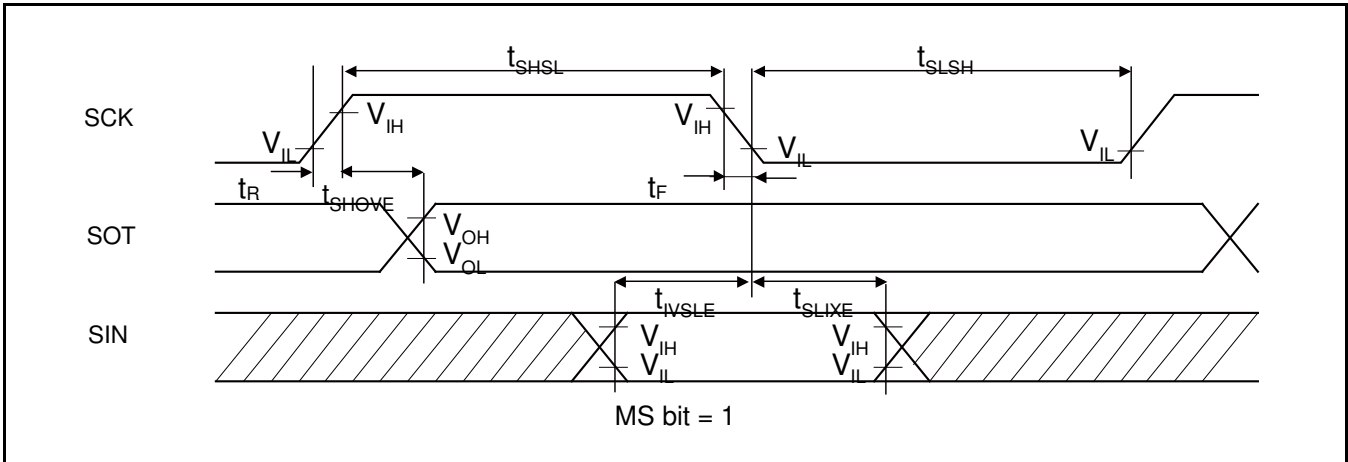 tSHSL
tSLSH
SCK
VIH
VIH
VIL
VIL
VIL
tR
tSHOVE
tF
SOT
VOH
VOL
tIVSLE
tSLIXE
SIN
VIH
VIH
VIL
VIL
MS bit = 1